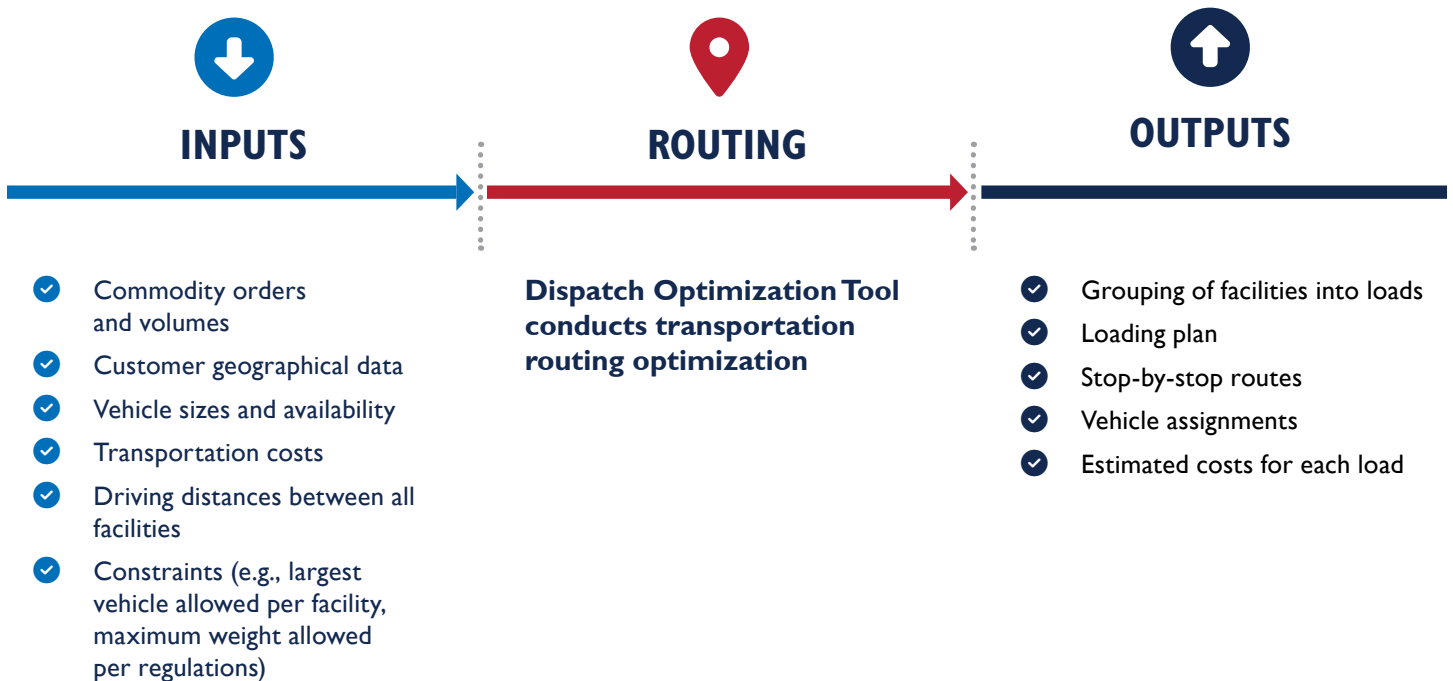 INPUTS
Commodity orders
and volumes
Customer geographical data
Vehicle sizes and availability
Transportation costs
Driving distances between all
facilities
Constraints (e.g., largest
vehicle allowed per facility,
maximum weight allowed
per regulations)
ROUTING
Dispatch Optimization Tool
conducts transportation
routing optimization
OUTPUTS
Grouping of facilities into loads
Loading plan
Stop-by-stop routes
Vehicle assignments
Estimated costs for each load